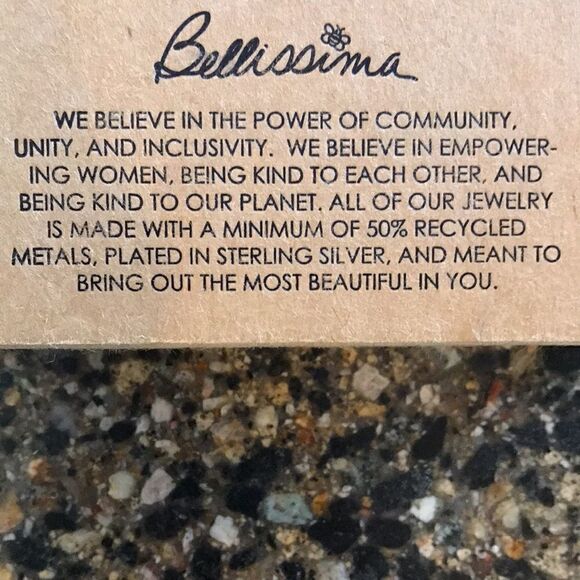 Bellissima
WE BELIEVE IN THE POWER OF COMMUNITY,
UNITY, AND INCLUSIVITY. WE BELIEVE IN EMPOWER-
ING WOMEN, BEING KIND TO EACH OTHER, AND
BEING KIND TO OUR PLANET. ALL OF OUR JEWELRY
IS MADE WITH A MINIMUM OF 50% RECYCLED
METALS, PLATED IN STERLING SILVER, AND MEANT TO
BRING OUT THE MOST BEAUTIFUL IN YOU.